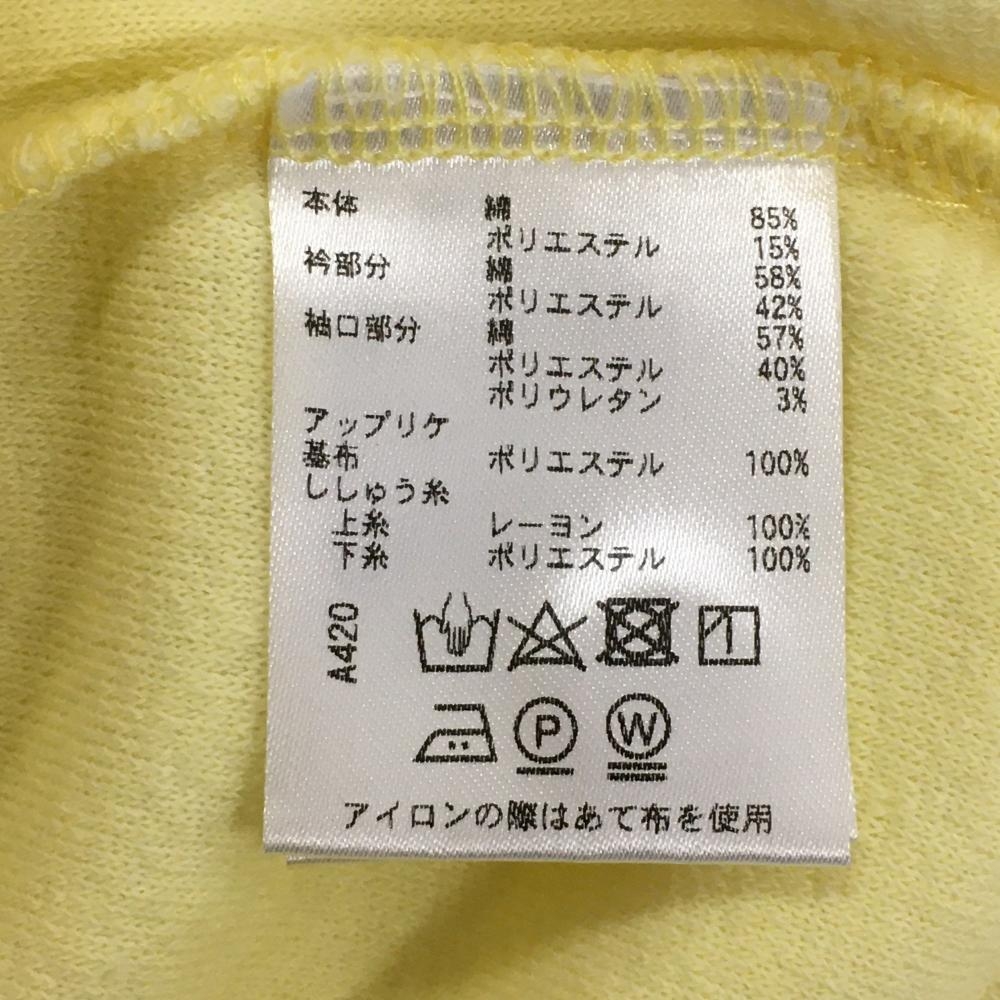 本体 綿 85%
ポリエステル 15%
衿部分 綿 58%
ポリエステル 42%
袖口部分 綿 57%
ポリエステル 40%
ポリウレタン 3%
アップリケ
基布 ポリエステル 100%
ししゅう糸
上糸 レーヨン 100%
下糸 ポリエステル 100%
A420
P W
アイロンの際はあて布を使用